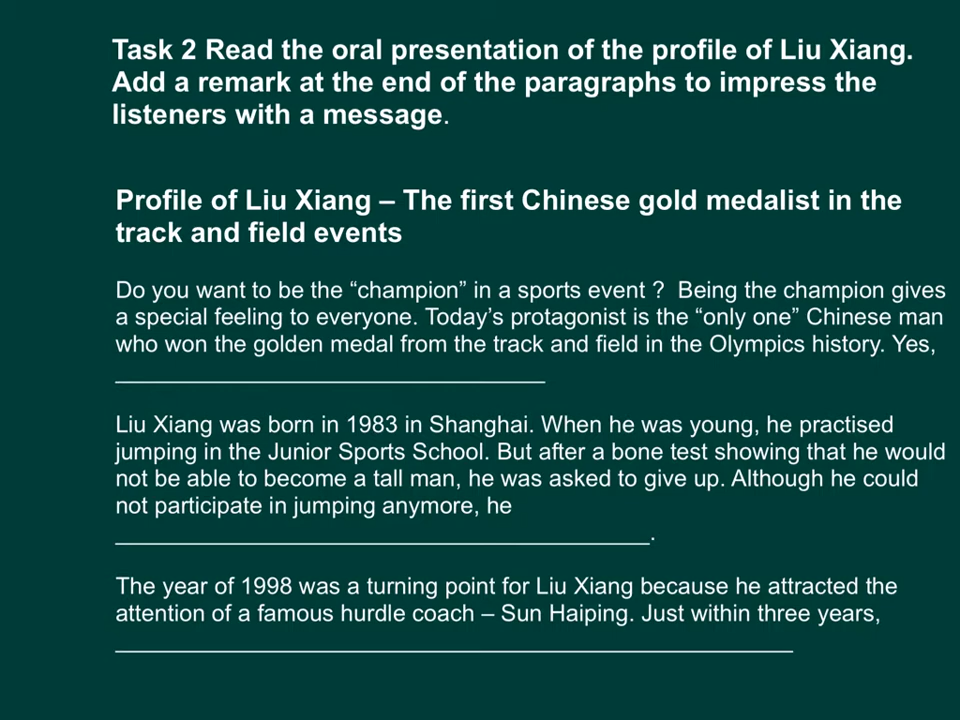 Task 2 Read the oral presentation of the profile of Liu Xiang.
Add a remark at the end of the paragraphs to impress the
listeners with a message.
Profile of Liu Xiang – The first Chinese gold medalist in the
track and field events
Do you want to be the “champion” in a sports event ?  Being the champion gives
a special feeling to everyone. Today’s protagonist is the “only one” Chinese man
who won the golden medal from the track and field in the Olympics history. Yes,
___________________________________
Liu Xiang was born in 1983 in Shanghai. When he was young, he practised
jumping in the Junior Sports School. But after a bone test showing that he would
not be able to become a tall man, he was asked to give up. Although he could
not participate in jumping anymore, he
____________________________________________.
The year of 1998 was a turning point for Liu Xiang because he attracted the
attention of a famous hurdle coach – Sun Haiping. Just within three years,
________________________________________________________